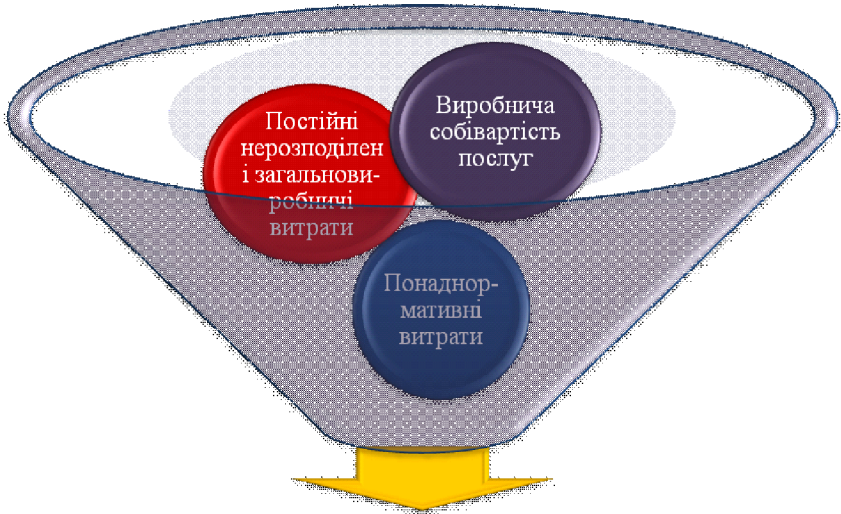 Постійні
нерозподілен
і загальнови-
робничі
витрати
Виробнича
собівартість
послуг
Понаднор-
мативні
витрати